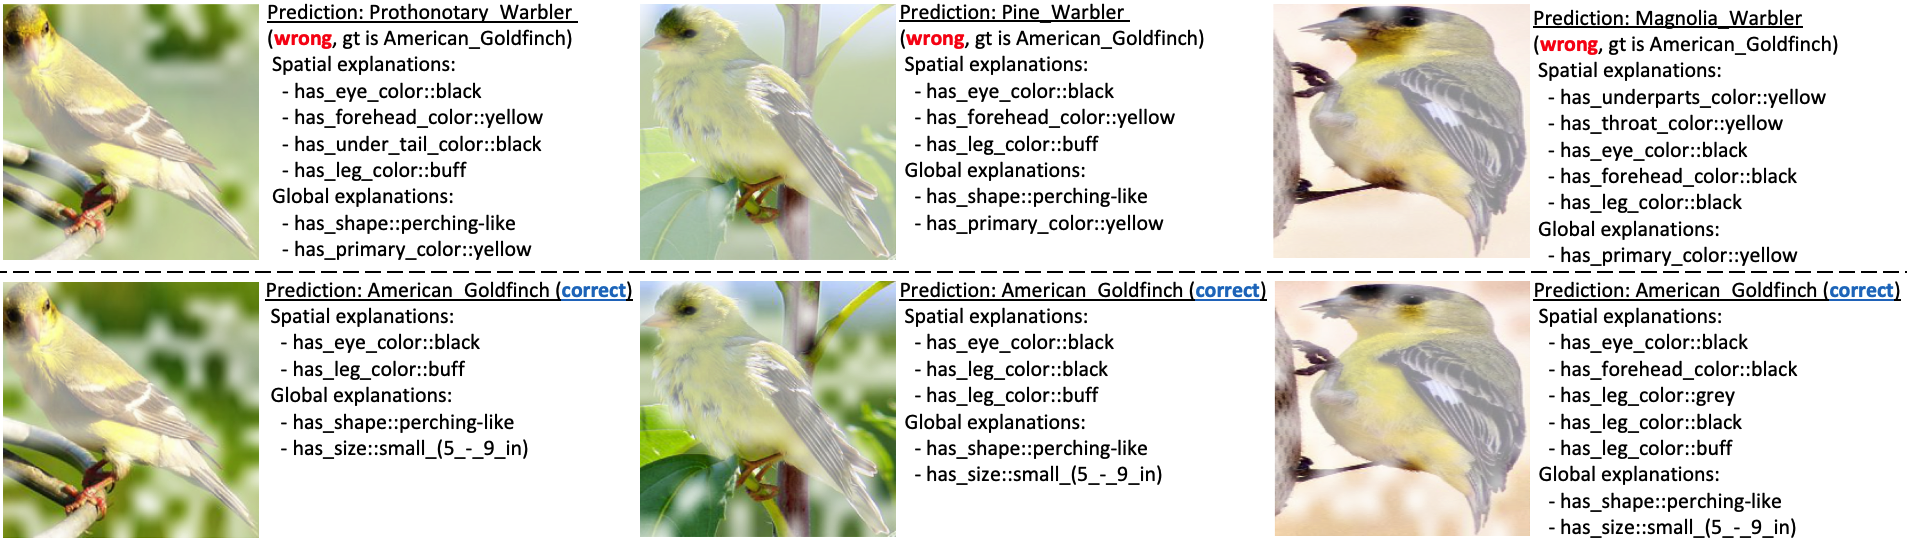 Prediction: Prothonotary_Warbler
(wrong, gt is American_Goldfinch)
Spatial explanations:
- has_eye_color::black
- has_forehead_color::yellow
- has_under_tail_color::black
- has_leg_color::buff
Global explanations:
- has_shape::perching-like
- has_primary_color::yellow
Prediction: Pine_Warbler
(wrong, gt is American_Goldfinch)
Spatial explanations:
- has_eye_color::black
- has_forehead_color::yellow
- has_leg_color::buff
Global explanations:
- has_shape::perching-like
- has_primary_color::yellow
Prediction: Magnolia_Warbler
(wrong, gt is American_Goldfinch)
Spatial explanations:
- has_underparts_color::yellow
- has_throat_color::yellow
- has_eye_color::black
- has_forehead_color::black
- has_leg_color::black
Global explanations:
- has_primary_color::yellow
Prediction: American_Goldfinch (correct)
Spatial explanations:
- has_eye_color::black
- has_leg_color::buff
Global explanations:
- has_shape::perching-like
- has_size::small_(5_-_9_in)
Prediction: American_Goldfinch (correct)
Spatial explanations:
- has_eye_color::black
- has_leg_color::black
- has_leg_color::buff
Global explanations:
- has_shape::perching-like
- has_size::small_(5_-_9_in)
Prediction: American_Goldfinch (correct)
Spatial explanations:
- has_eye_color::black
- has_forehead_color::black
- has_leg_color::grey
- has_leg_color::black
- has_leg_color::buff
Global explanations:
- has_shape::perching-like
- has_size::small_(5_-_9_in)